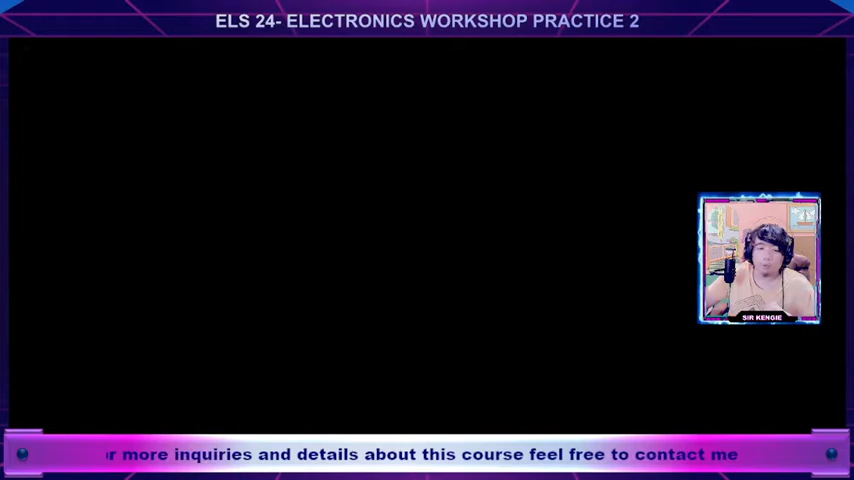 ELS 24- ELECTRONICS WORKSHOP PRACTICE 2
SIR KENGIE
or more inquiries and details about this course feel free to contact me